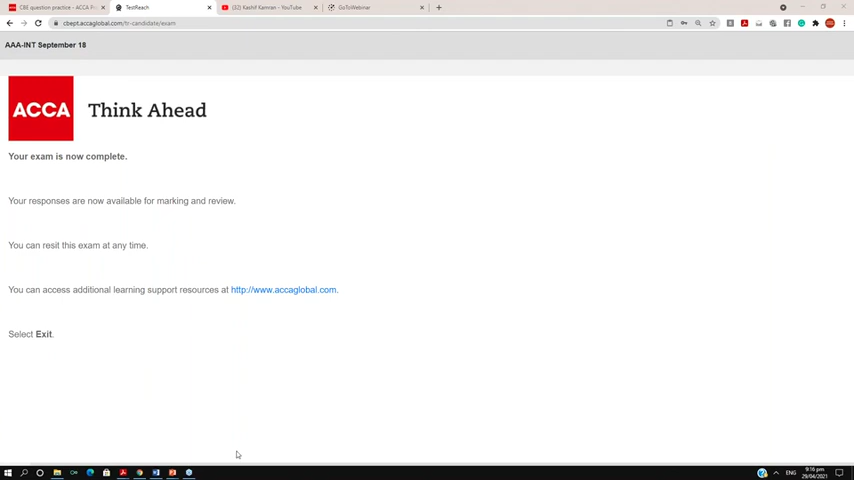 CBE question practice - ACCA Pr
TestReach
(32) Kashif Kamran - YouTube
GoToWebinar
cbept.accaglobal.com/tr-candidate/exam
AAA-INT September 18
ACCA
Think Ahead
Your exam is now complete.
Your responses are now available for marking and review.
You can resit this exam at any time.
You can access additional learning support resources at http://www.accaglobal.com.
Select Exit.
ENG
9:16 pm
29/04/2021